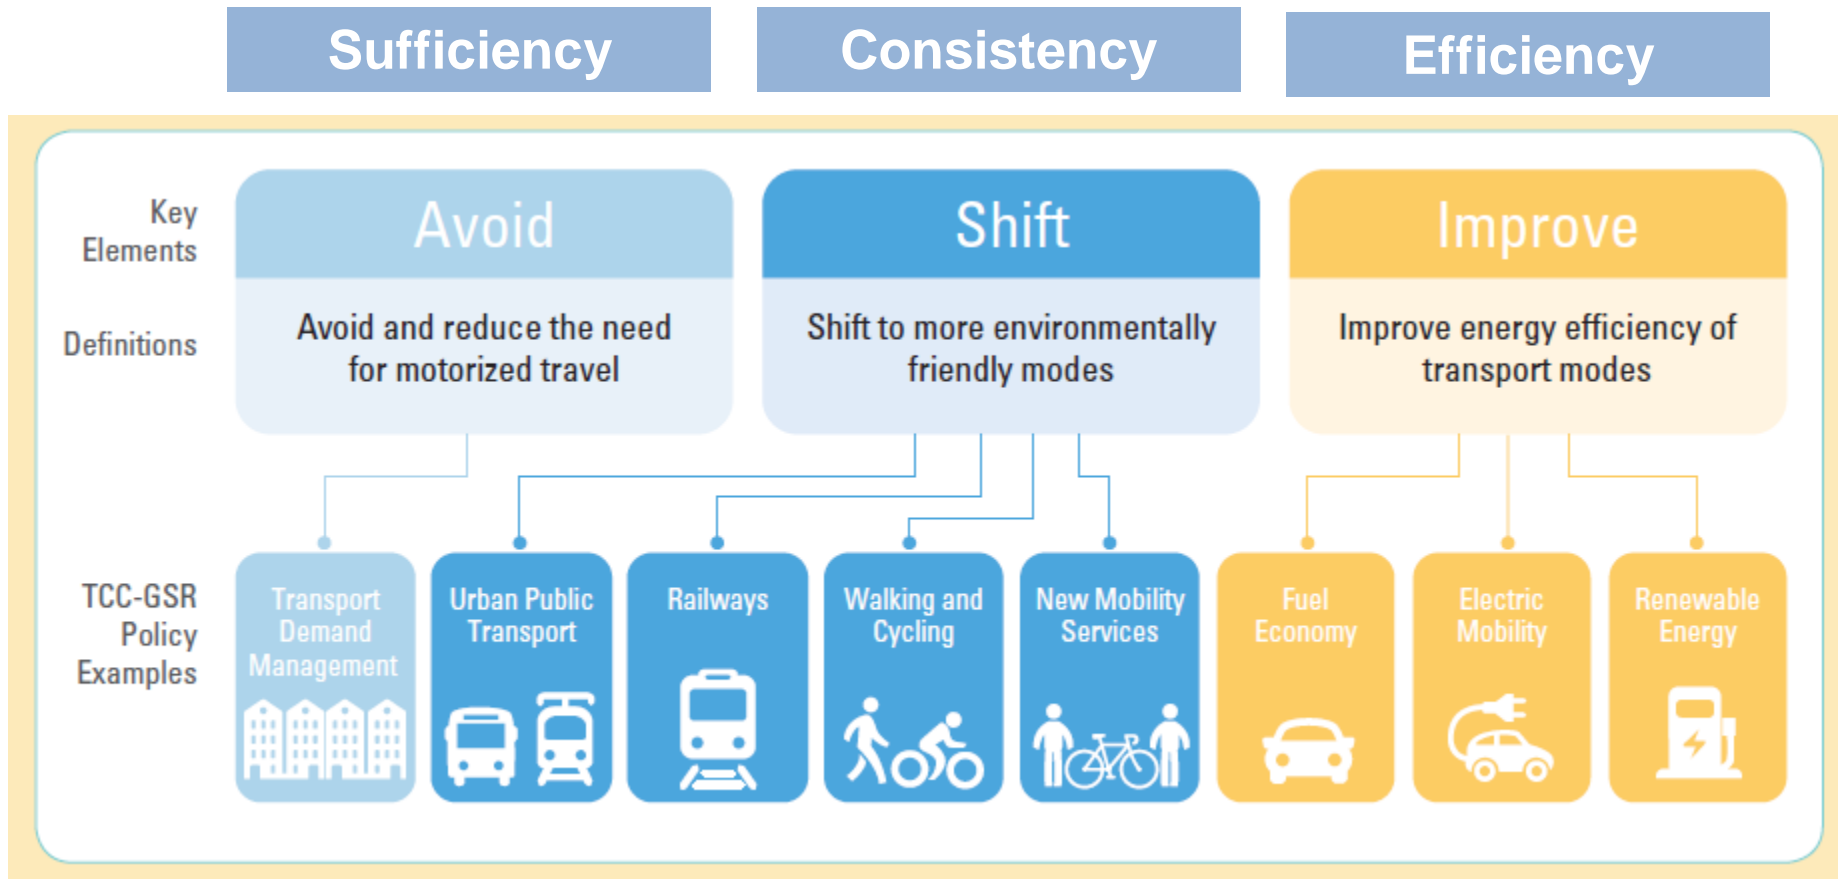 Sufficiency
Consistency
Efficiency
Key
Elements
Avoid
Shift
Improve
Definitions
Avoid and reduce the need
for motorized travel
Shift to more environmentally
friendly modes
Improve energy efficiency of
transport modes
TCC-GSR
Policy
Examples
Transport
Demand
Management
Urban Public
Transport
Railways
Walking and
Cycling
New Mobility
Services
Fuel
Economy
Electric
Mobility
Renewable
Energy